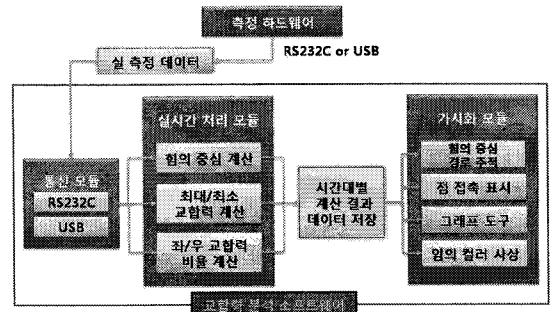 측정 하드웨어
RS232C or USB
실 측정 데이터
실시간 처리 모듈
가시화 모듈
힘의 중심 계산
힘의 중심
경로 추적
통신 모듈
RS232C
USB
최대/최소
교합력 계산
시간대별
계산 결과
데이터 저장
점 접촉 표시
그래프 도구
좌/우 교합력
비율 계산
임의 컬러 사상
교합력 분석 소프트웨어